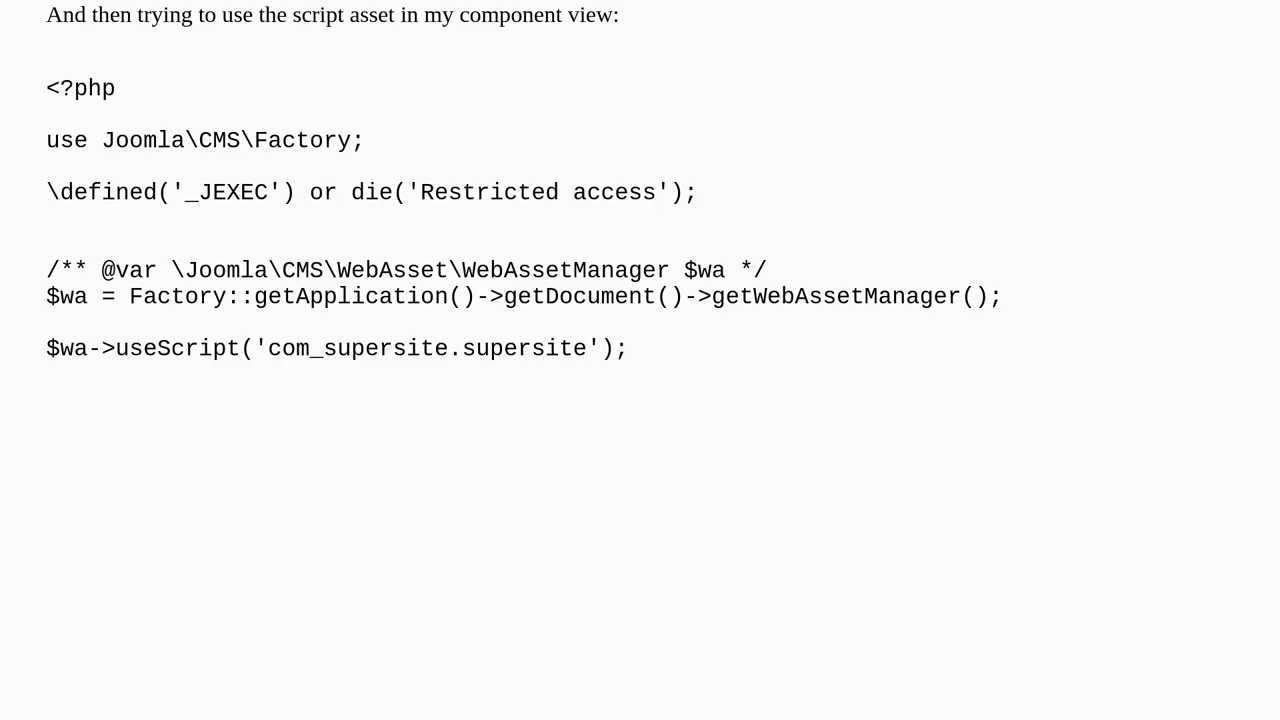 And then trying to use the script asset in my component view:
<?php
use Joomla\CMS\Factory;
\defined('_JEXEC') or die('Restricted access');
/** @var \Joomla\CMS\WebAsset\WebAssetManager $wa */
$wa = Factory::getApplication()->getDocument()->getWebAssetManager();
$wa->useScript('com_supersite.supersite');